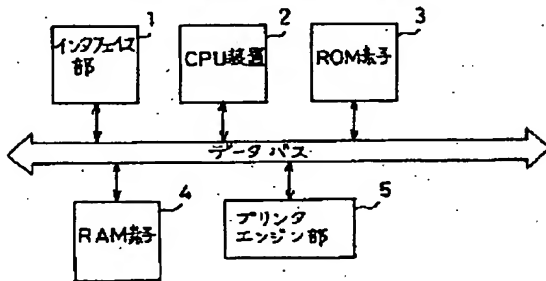 1
2
3
インタフェイス
部
CPU装置
ROM素子
データバス
4
5
RAM素子
プリンタ
エンジン部